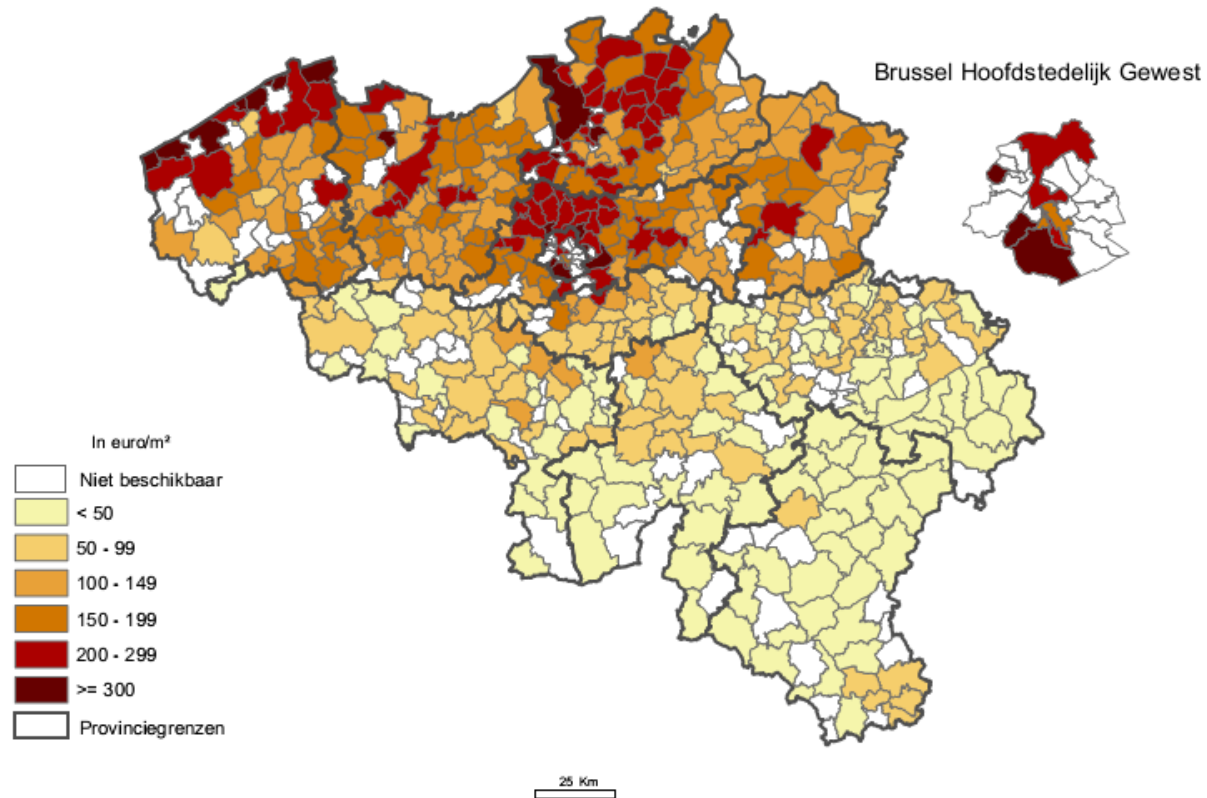 Brussel Hoofdstedelijk Gewest
In euro/m²
Niet beschikbaar
< 50
50 - 99
100 - 149
150 - 199
200 - 299
>= 300
Provinciegrenzen
25 Km